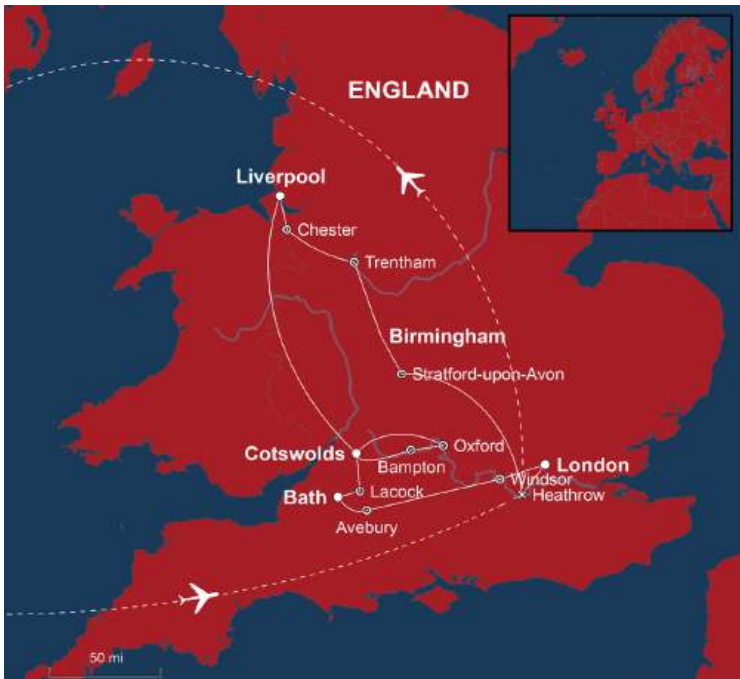 ENGLAND
Liverpool
Chester
Trentham
Birmingham
Stratford-upon-Avon
Cotswolds
Oxford
Bampton
London
Windsor
Bath
Lacock
Heathrow
Avebury
50 mi